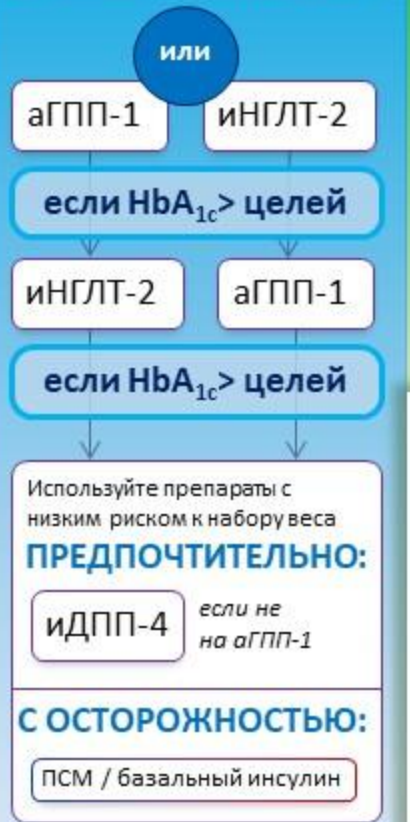 или
аГПП-1 иНГЛТ-2
если HbA1c> целей
иНГЛТ-2 аГПП-1
если HbA1c> целей
Используйте препараты с
низким риском к набору веса
ПРЕДПОЧТИТЕЛЬНО:
иДПП-4
если не
на аГПП-1
С ОСТОРОЖНОСТЬЮ:
ПСМ / базальный инсулин